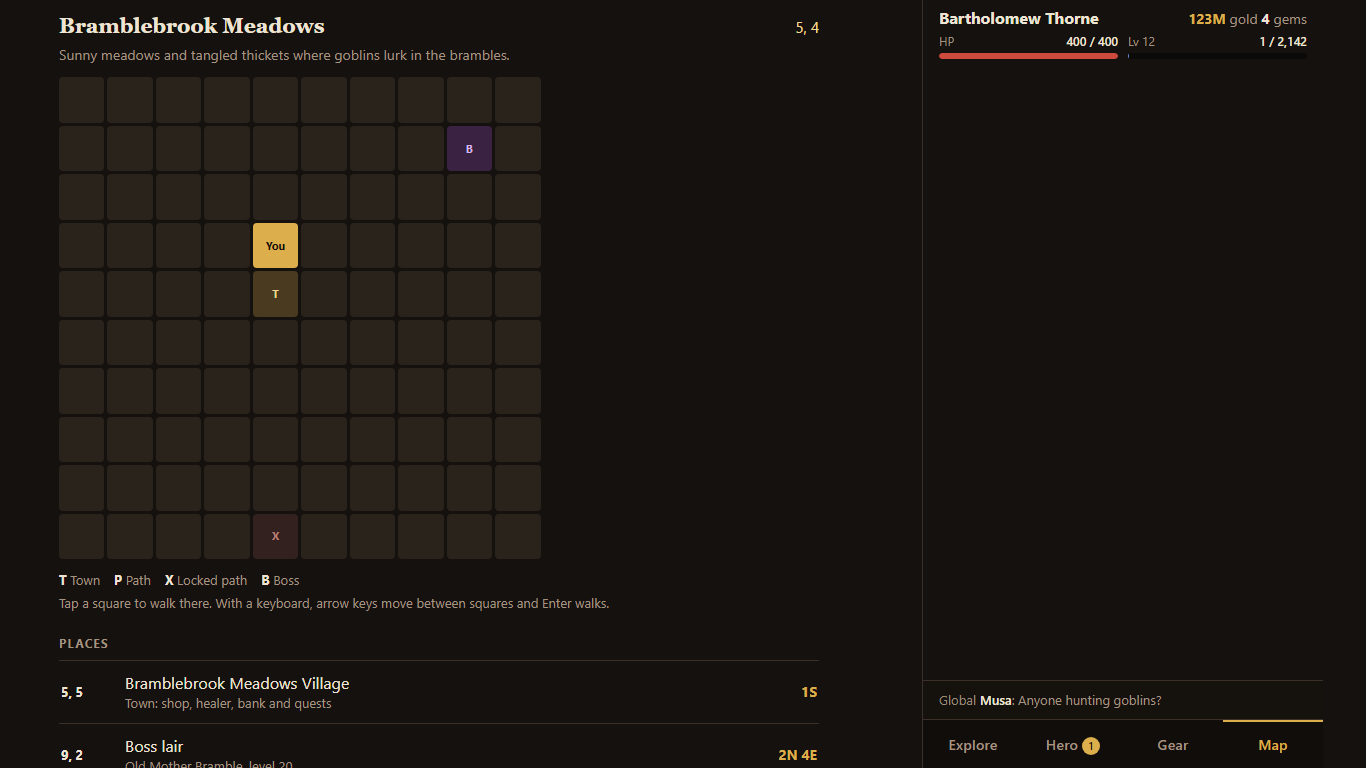 Bramblebrook Meadows
5, 4
Sunny meadows and tangled thickets where goblins lurk in the brambles.
B
You
T
X
T Town P Path X Locked path B Boss
Tap a square to walk there. With a keyboard, arrow keys move between squares and Enter walks.
PLACES
5, 5
Bramblebrook Meadows Village
Town: shop, healer, bank and quests
1S
9, 2
Boss lair
Old Mother Bramble, level 20
2N 4E
Bartholomew Thorne
123M gold 4 gems
HP 400 / 400
Lv 12 1 / 2,142
Global Musa: Anyone hunting goblins?
Explore
Hero 1
Gear
Map